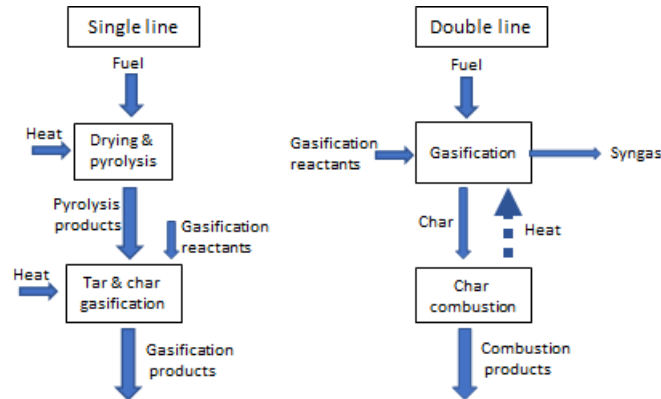 Single line
Fuel
Heat
Drying &
pyrolysis
Pyrolysis
products
Gasification
reactants
Heat
Tar & char
gasification
Gasification
products
Double line
Fuel
Gasification
reactants
Gasification
Syngas
Char
Heat
Char
combustion
Combustion
products